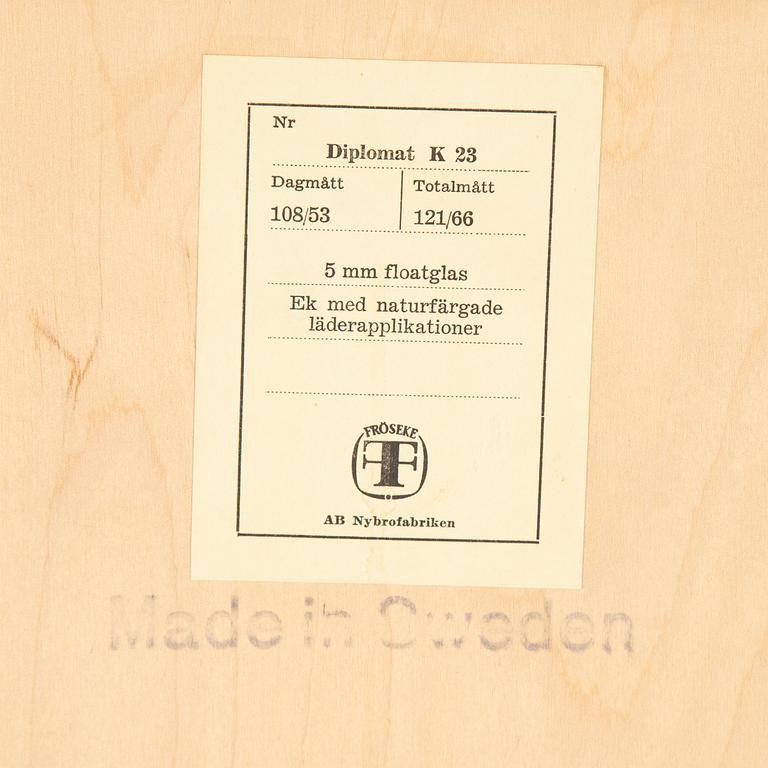 Nr
Diplomat K 23
Dagmått Totalmått
108/53 121/66
5 mm floatglas
Ek med naturfärgade
läderapplikationer
FRÖSEKE
F
AB Nybrofabriken
Made in Sweden